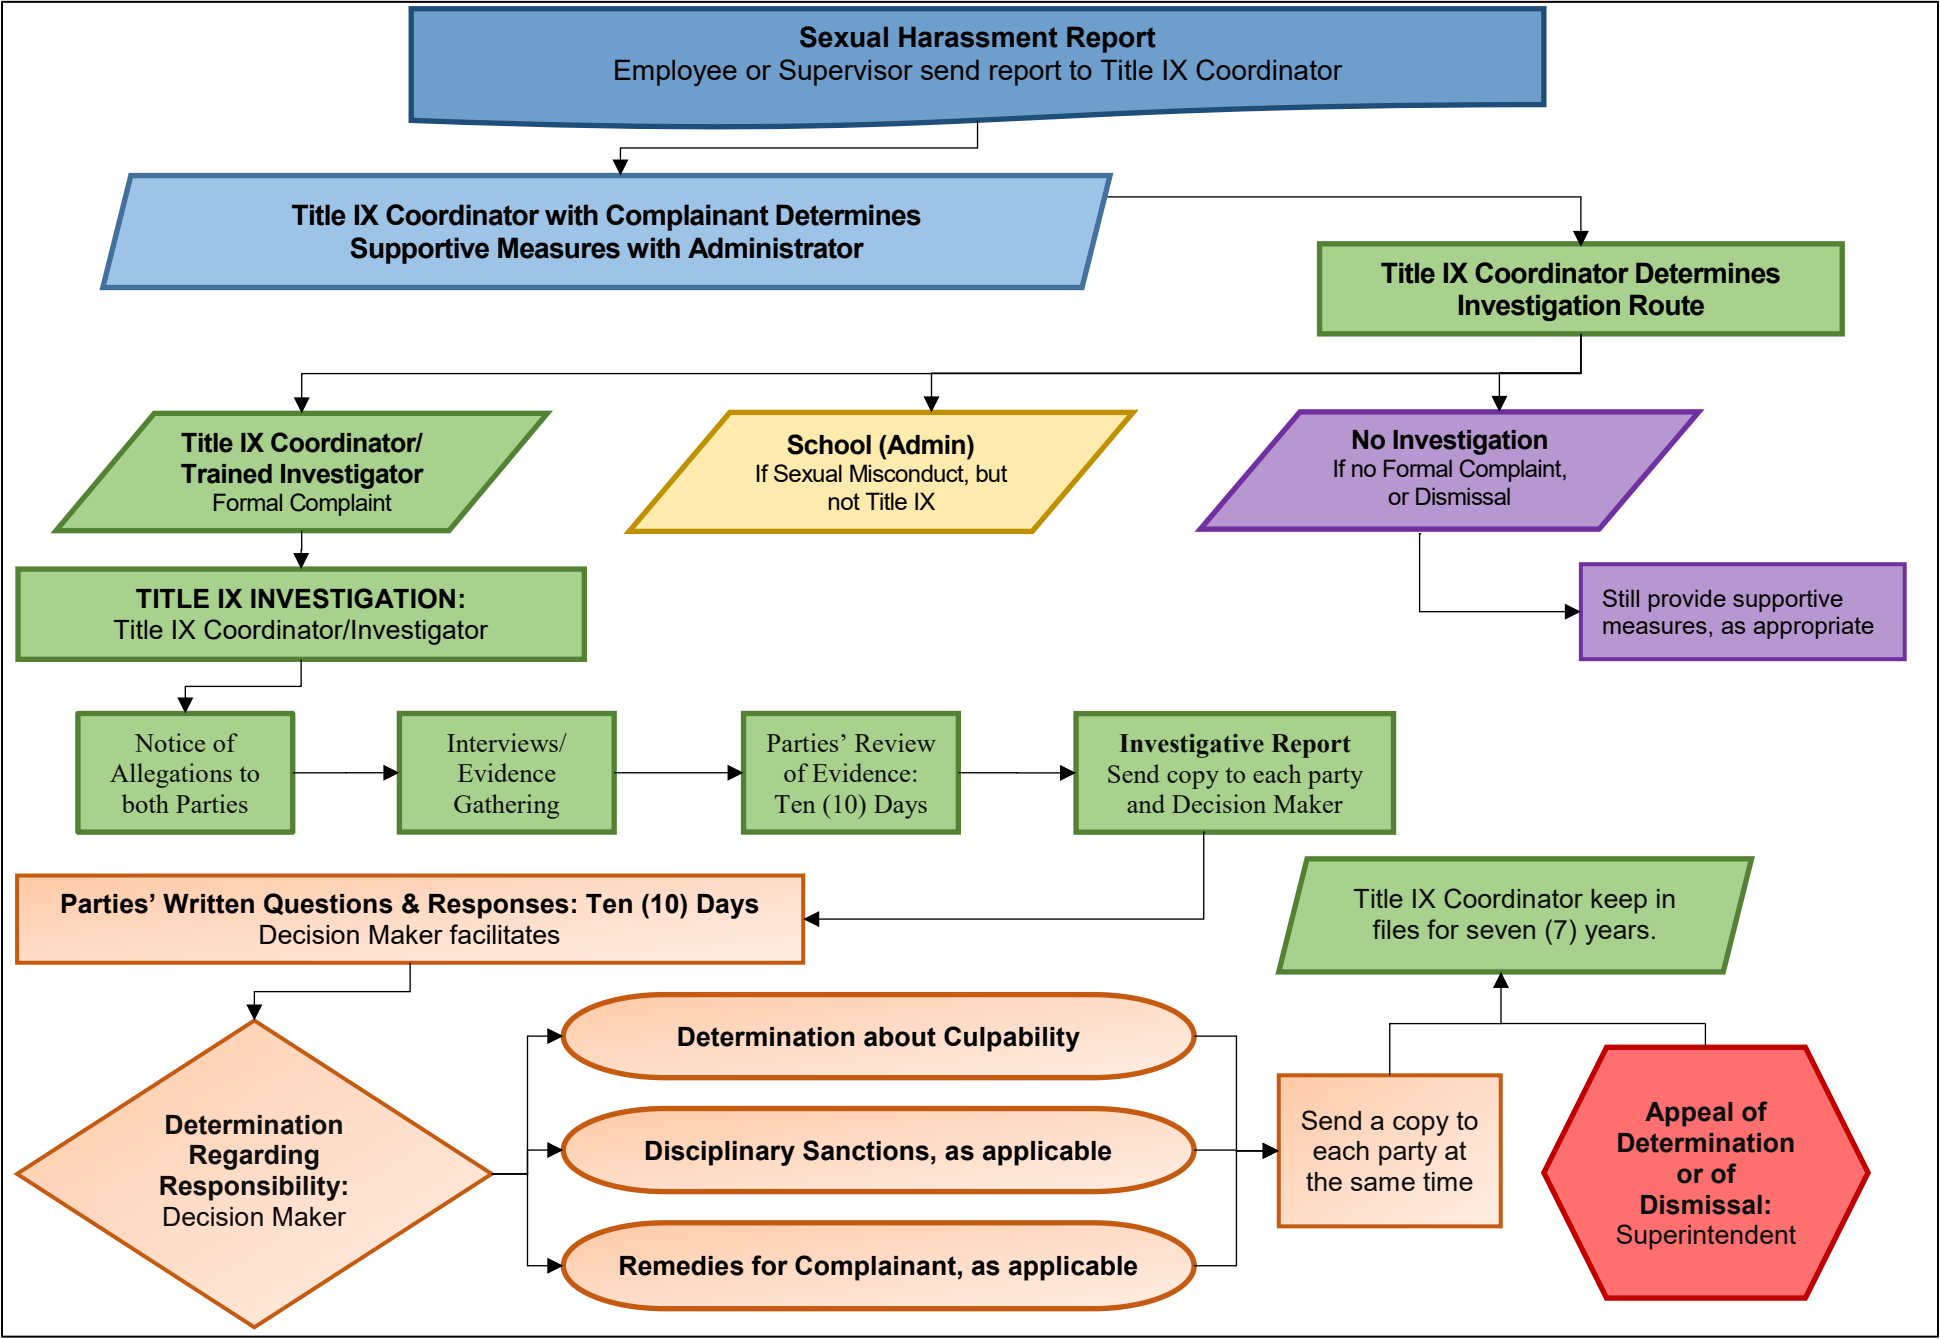 Sexual Harassment Report
Employee or Supervisor send report to Title IX Coordinator
Title IX Coordinator with Complainant Determines
Supportive Measures with Administrator
Title IX Coordinator Determines
Investigation Route
Title IX Coordinator/
Trained Investigator
Formal Complaint
School (Admin)
If Sexual Misconduct, but
not Title IX
No Investigation
If no Formal Complaint,
or Dismissal
TITLE IX INVESTIGATION:
Title IX Coordinator/Investigator
Still provide supportive
measures, as appropriate
Notice of
Allegations to
both Parties
Interviews/
Evidence
Gathering
Parties’ Review
of Evidence:
Ten (10) Days
Investigative Report
Send copy to each party
and Decision Maker
Parties’ Written Questions & Responses: Ten (10) Days
Decision Maker facilitates
Title IX Coordinator keep in
files for seven (7) years.
Determination
Regarding
Responsibility:
Decision Maker
Determination about Culpability
Disciplinary Sanctions, as applicable
Remedies for Complainant, as applicable
Send a copy to
each party at
the same time
Appeal of
Determination
or of
Dismissal:
Superintendent